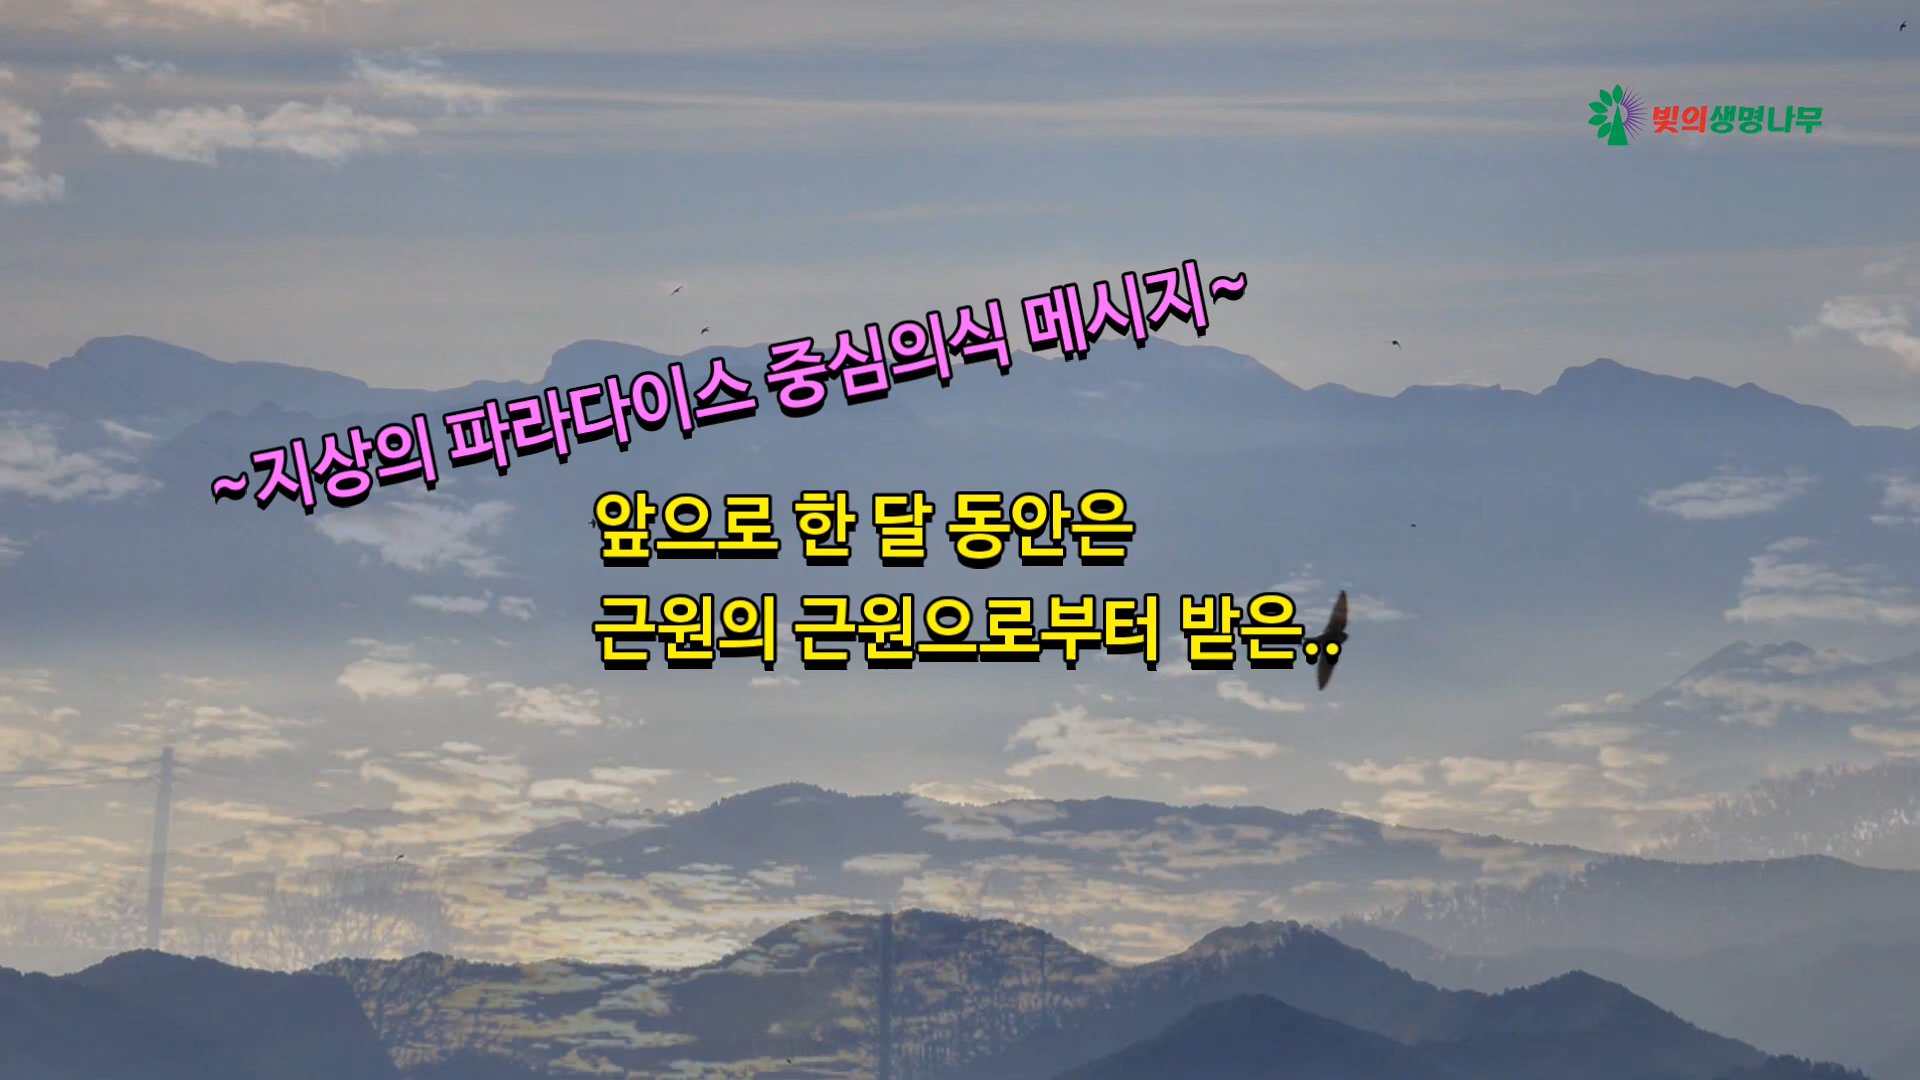 빛의생명나무
~지상의 파라다이스 중심의식 메시지~
앞으로 한 달 동안은
근원의 근원으로부터 받은..